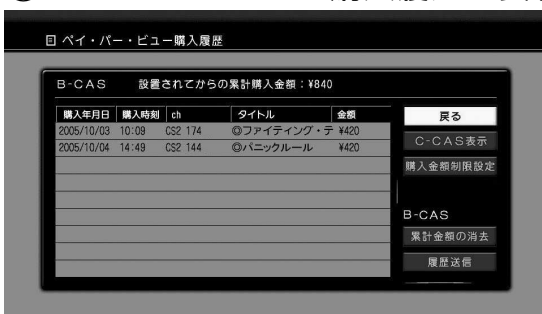 ペイ・パー・ビュー購入履歴
B-CAS 設置されてからの累計購入金額：¥840
購入年月日 購入時刻 ch タイトル 金額
2005/10/03 10:09 CS2 174 ◎ファイティング・テ ¥420
2005/10/04 14:49 CS2 144 ◎パニックルーム ¥420
戻る
C-CAS表示
購入金額制限設定
B-CAS
累計金額の消去
履歴送信